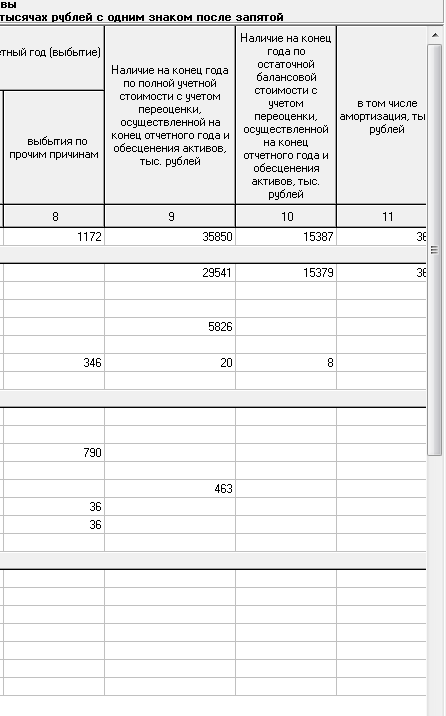 вы
тысячах рублей с одним знаком после запятой
тный год (выбытие)
выбытия по
прочим причинам
Наличие на конец года
по полной учетной
стоимости с учетом
переоценки,
осуществленной на
конец отчетного года и
обесценения активов,
тыс. рублей
Наличие на конец
года по
остаточной
балансовой
стоимости с
учетом
переоценки,
осуществленной
на конец
отчетного года и
обесценения
активов, тыс.
рублей
в том числе
амортизация, ты
рублей
8 9 10 11
1172 35850 15387 36
29541 15379 36
5826
346 20 8
790
463
36
36